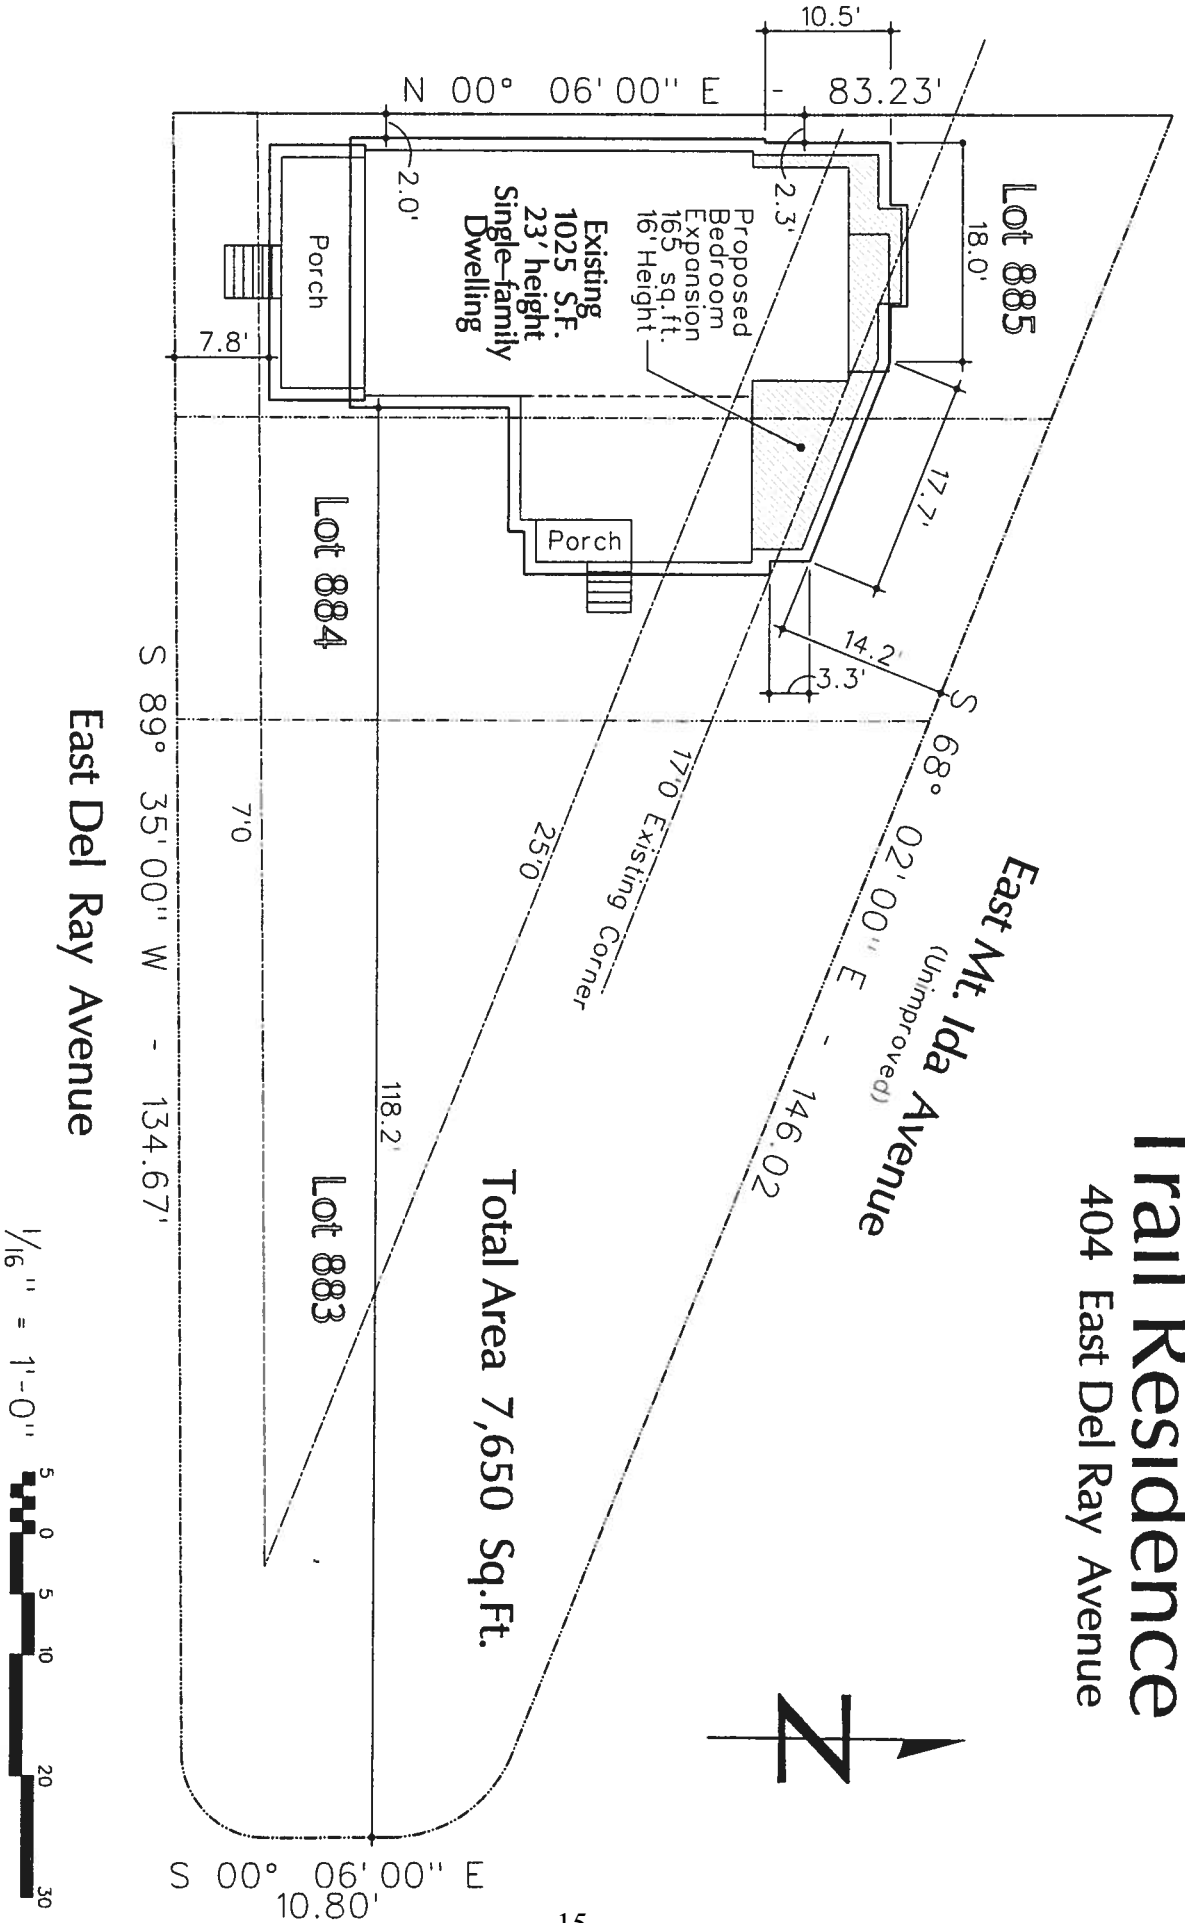 Trail Residence
404 East Del Ray Avenue
N 00° 06' 00" E - 83.23'
10.5'
2.0'
2.3'
18.0'
Lot 885
Proposed
Bedroom
Expansion
165 sq.ft.
16' Height
Existing
1025 S.F.
23' height
Single-family
Dwelling
Porch
7.8'
17.7'
Porch
14.2'
3.3'
Lot 884
S 68° 02' 00" E - 146.02
East Mt. Ida Avenue
(Unimproved)
17'0 Existing Corner
25'0
7'0
118.2'
S 89° 35' 00" W - 134.67'
East Del Ray Avenue
Lot 883
Total Area 7,650 Sq.Ft.
N
S 00° 06' 00" E
10.80'
1/16" = 1'-0"
5 0 5 10 20 30
15